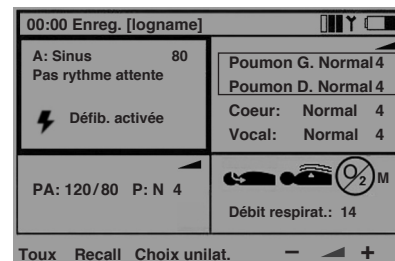 00:00 Enreg. [logname]
A: Sinus 80
Pas rythme attente
Défib. activée
Poumon G. Normal 4
Poumon D. Normal 4
Coeur: Normal 4
Vocal: Normal 4
PA: 120/80 P: N 4
O2 M
Débit respirat.: 14
Toux Recall Choix unilat. – +